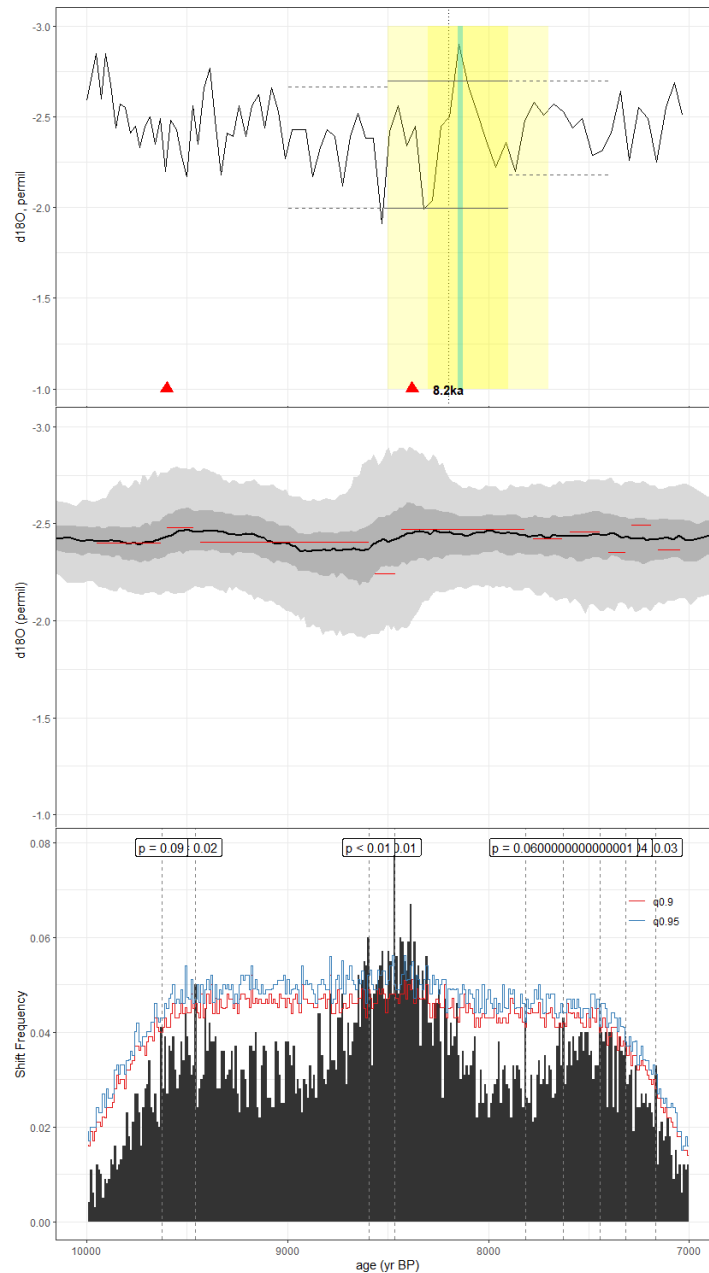 -3.0
-2.5
-2.0
-1.5
-1.0
d18O, permil
8.2ka
-3.0
-2.5
-2.0
-1.5
-1.0
d18O (permil)
0.08
0.06
0.04
0.02
0.00
Shift Frequency
p = 0.09
: 0.02
p < 0.01
0.01
p = 0.0600000000000001
04
0.03
q0.9
q0.95
10000
9000
8000
7000
age (yr BP)